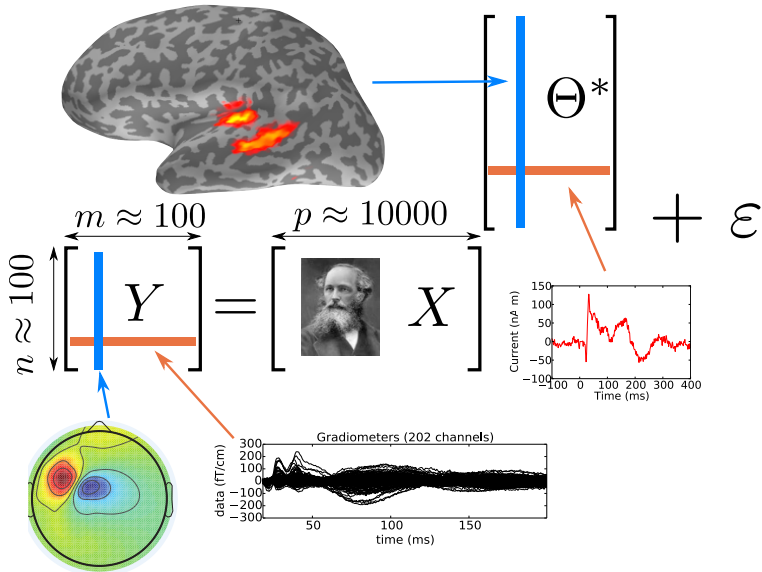 Θ*
m ≈ 100
p ≈ 10000
+ ε
n ≈ 100
Y
=
X
150
100
50
0
−50
−100
Current (nA m)
−100 0 100 200 300 400
Time (ms)
Gradiometers (202 channels)
300
200
100
0
−100
−200
−300
data (fT/cm)
50 100 150
time (ms)